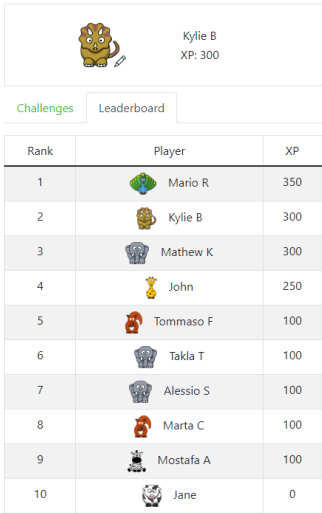 Kylie B
XP: 300
Challenges Leaderboard
Rank Player XP
1 Mario R 350
2 Kylie B 300
3 Mathew K 300
4 John 250
5 Tommaso F 100
6 Takla T 100
7 Alessio S 100
8 Marta C 100
9 Mostafa A 100
10 Jane 0